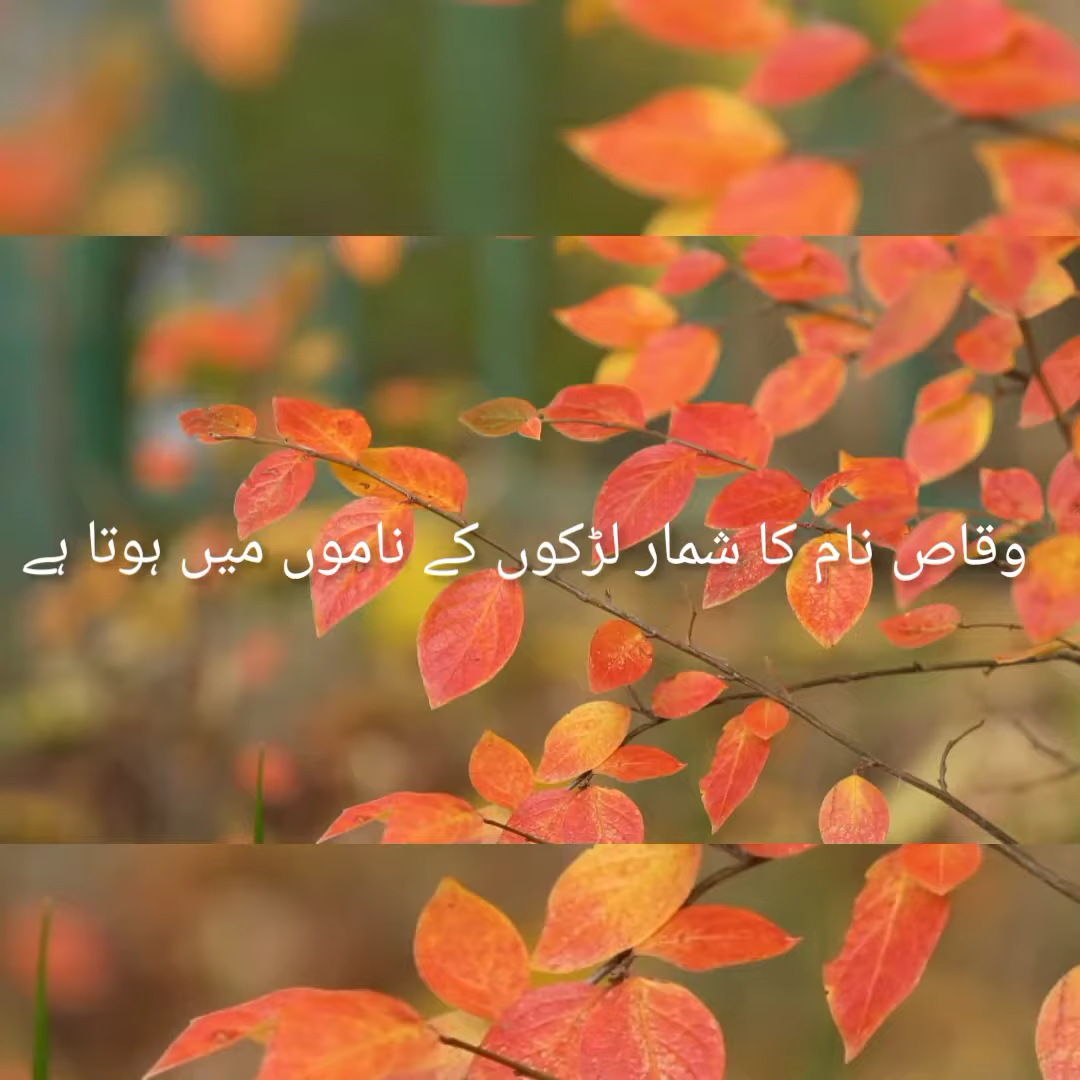 وقاص نام کا شمار لڑکوں کے ناموں میں ہوتا ہے